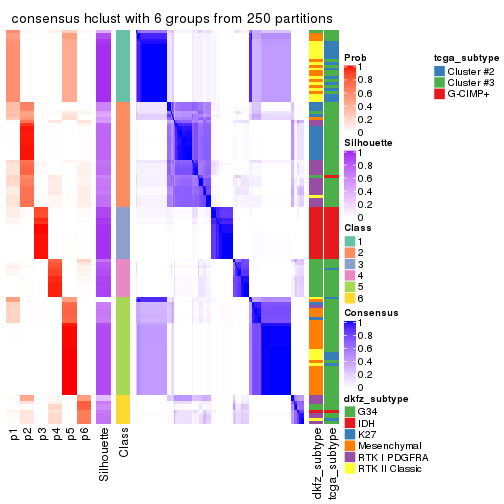 consensus hclust with 6 groups from 250 partitions
Prob
1
0.8
0.6
0.4
0.2
0
tcga_subtype
Cluster #2
Cluster #3
G-CIMP+
Silhouette
1
0.8
0.6
0.4
0.2
0
Class
1
2
3
4
5
6
Consensus
1
0.8
0.6
0.4
0.2
0
dkfz_subtype
G34
IDH
K27
Mesenchymal
RTK I PDGFRA
RTK II Classic
p1
p2
p3
p4
p5
p6
Silhouette
Class
dkfz_subtype
tcga_subtype